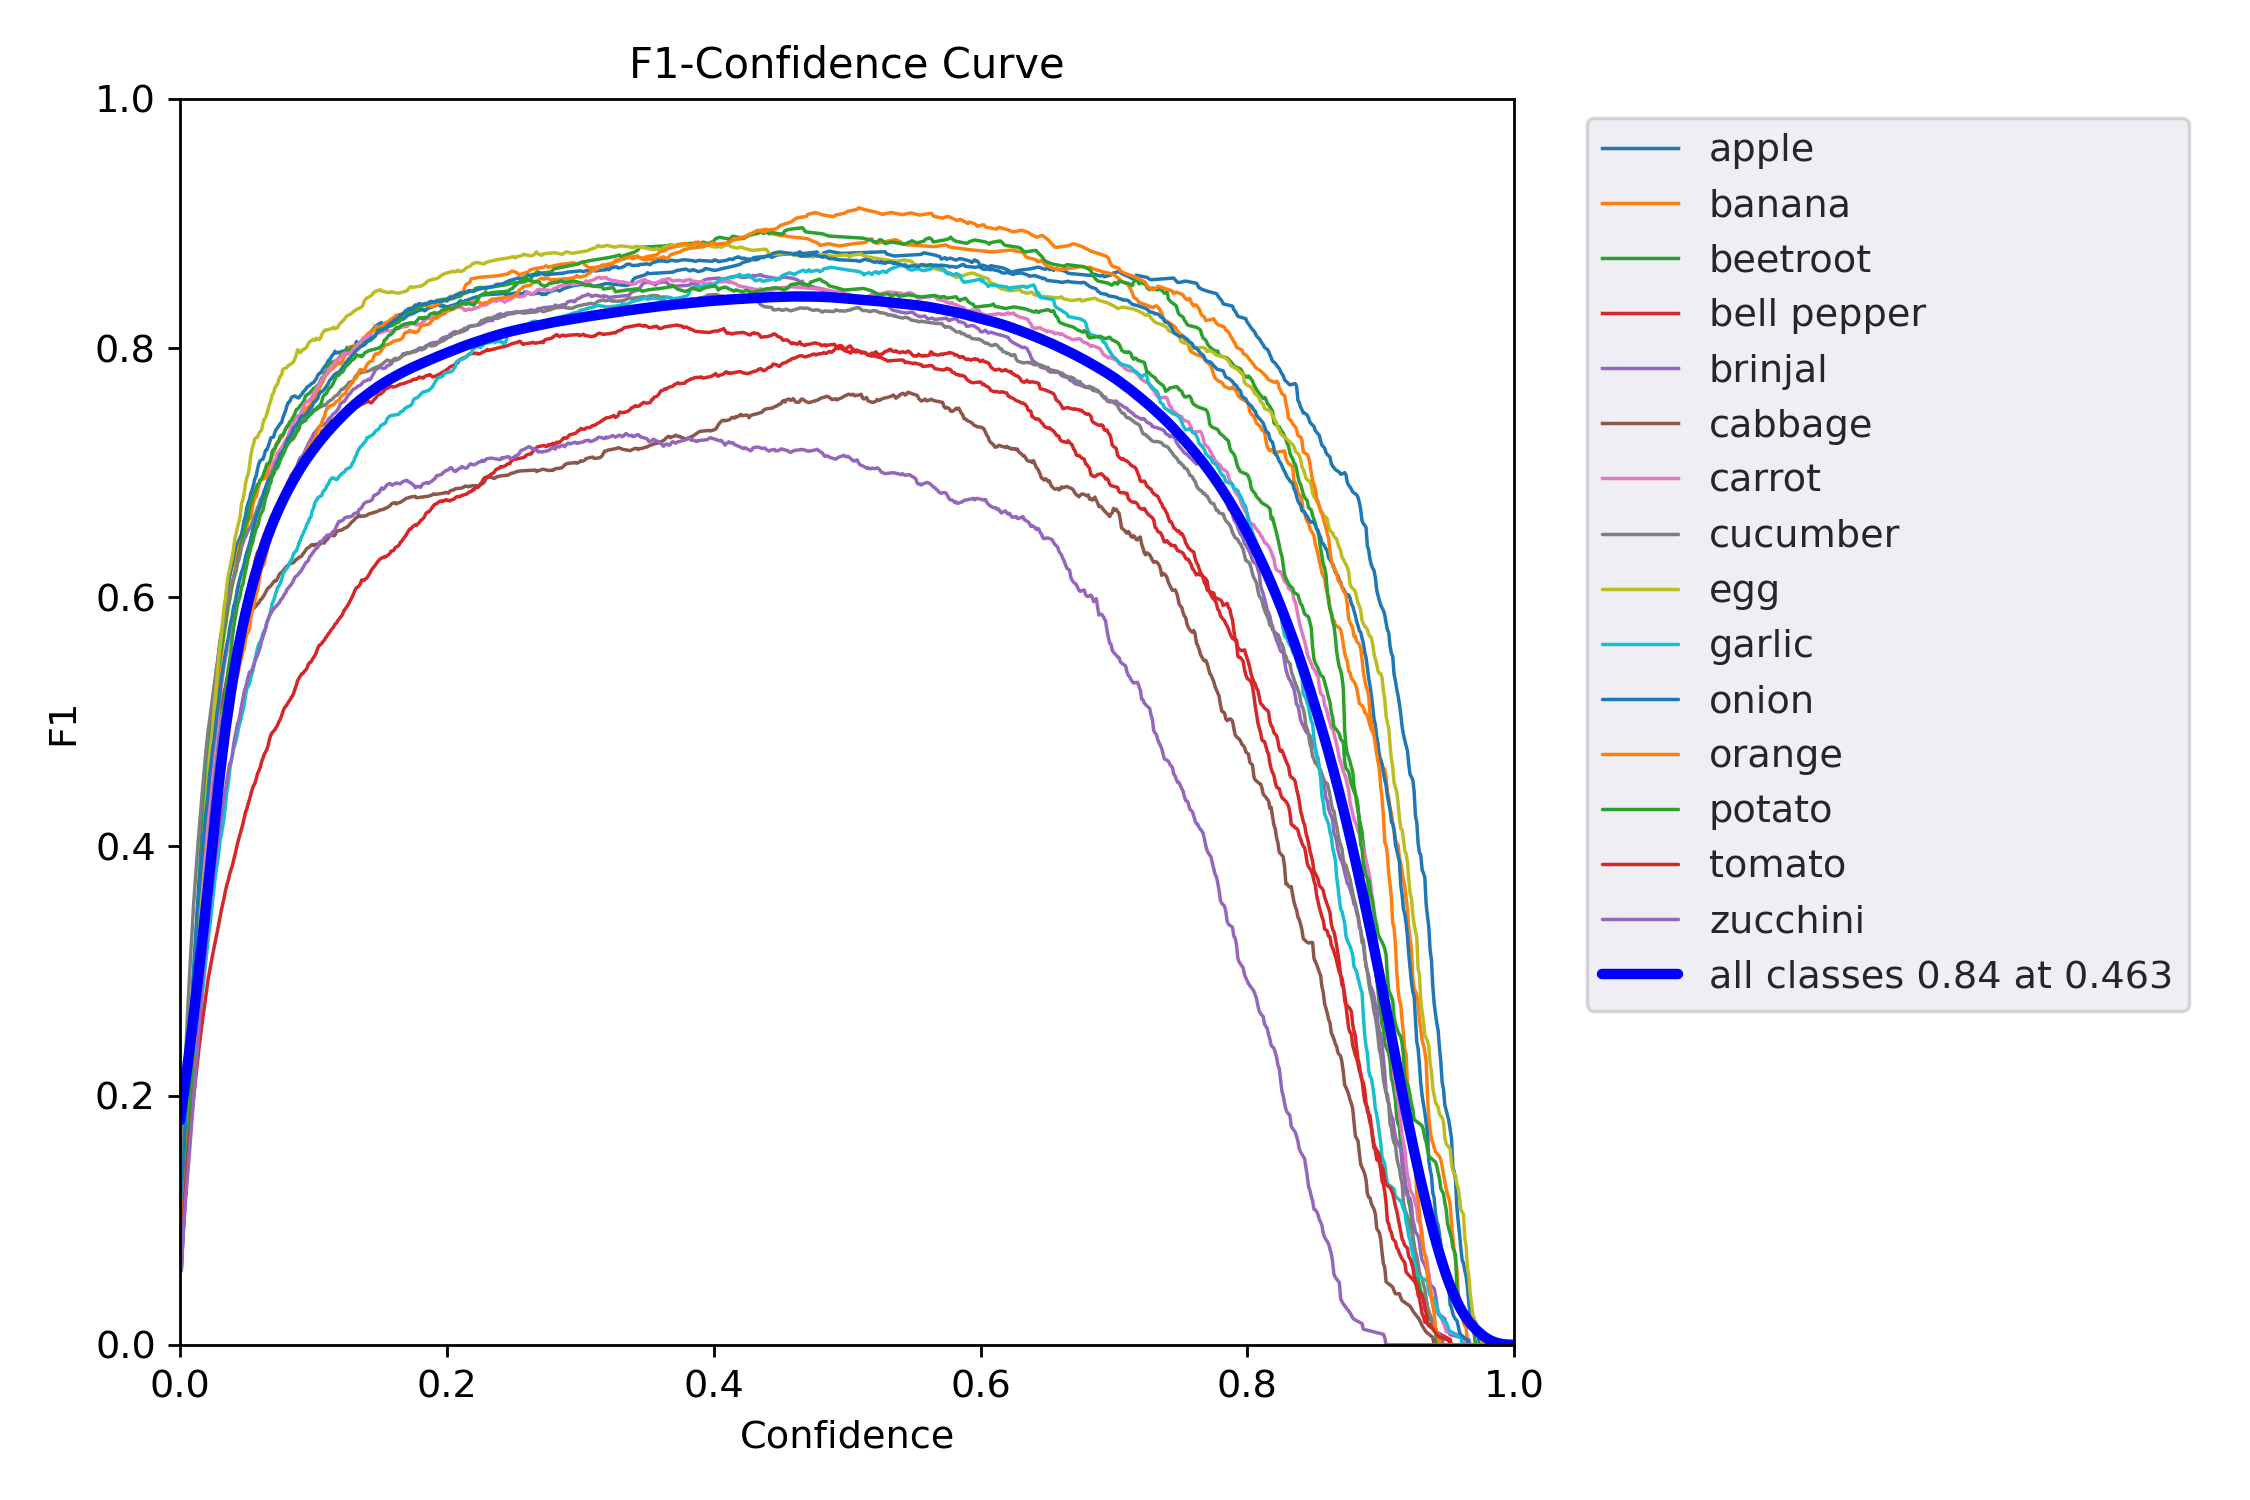 F1-Confidence Curve
1.0
0.8
0.6
0.4
0.2
0.0
F1
0.0 0.2 0.4 0.6 0.8 1.0
Confidence
apple
banana
beetroot
bell pepper
brinjal
cabbage
carrot
cucumber
egg
garlic
onion
orange
potato
tomato
zucchini
all classes 0.84 at 0.463